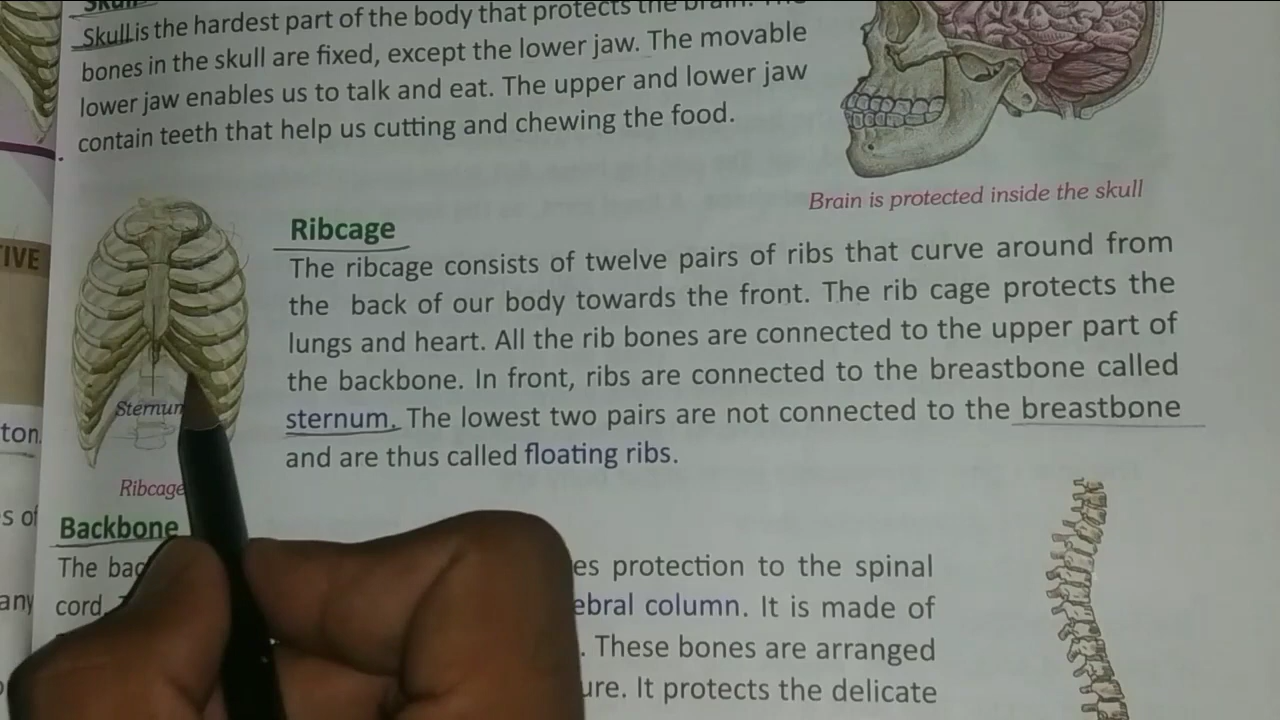 Skull
Skull is the hardest part of the body that protects the brain. The
bones in the skull are fixed, except the lower jaw. The movable
lower jaw enables us to talk and eat. The upper and lower jaw
contain teeth that help us cutting and chewing the food.
Brain is protected inside the skull
TIVE
Ribcage
The ribcage consists of twelve pairs of ribs that curve around from
the back of our body towards the front. The rib cage protects the
lungs and heart. All the rib bones are connected to the upper part of
the backbone. In front, ribs are connected to the breastbone called
sternum. The lowest two pairs are not connected to the breastbone
and are thus called floating ribs.
Sternum
Ribcage
ton
s of
any
Backbone
The bac es protection to the spinal
cord. ebral column. It is made of
. These bones are arranged
ure. It protects the delicate